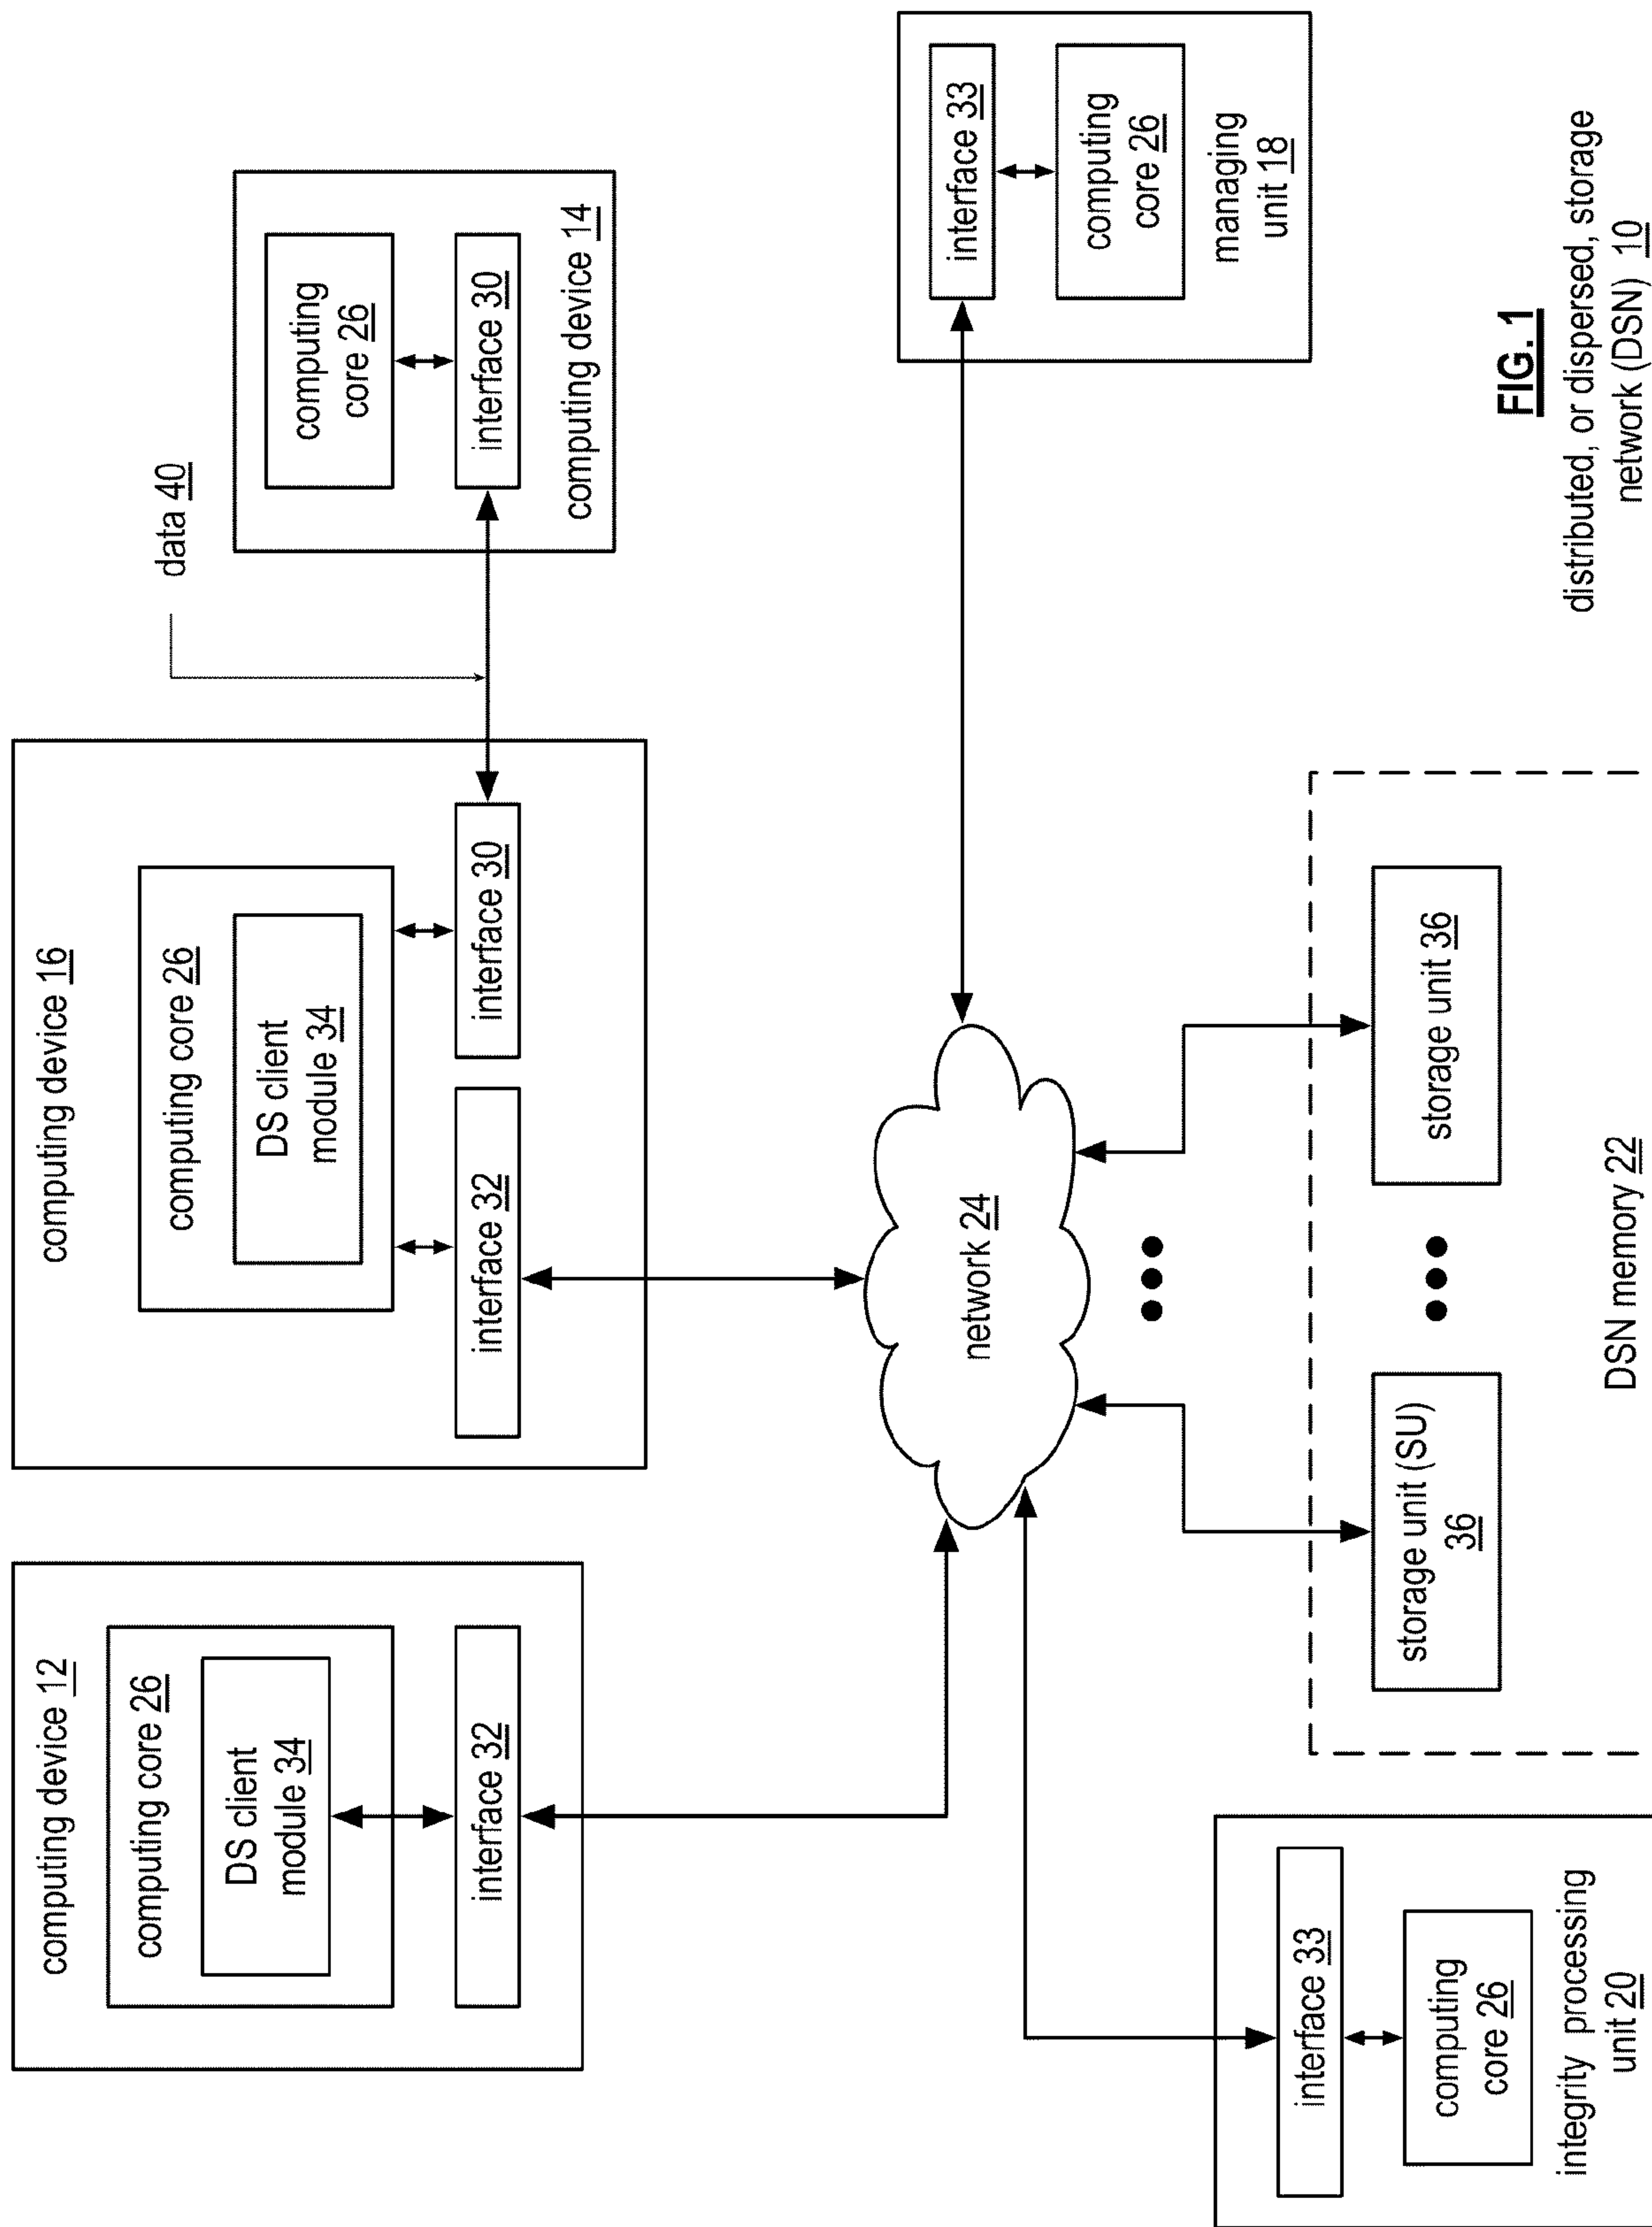 computing device 12
computing core 26
DS client
module 34
interface 32
computing device 16
computing core 26
DS client
module 34
interface 32
interface 30
data 40
computing
core 26
interface 30
computing device 14
network 24
interface 33
computing
core 26
managing
unit 18
interface 33
computing
core 26
integrity processing
unit 20
storage unit (SU)
36
storage unit 36
DSN memory 22
FIG. 1
distributed, or dispersed, storage
network (DSN) 10